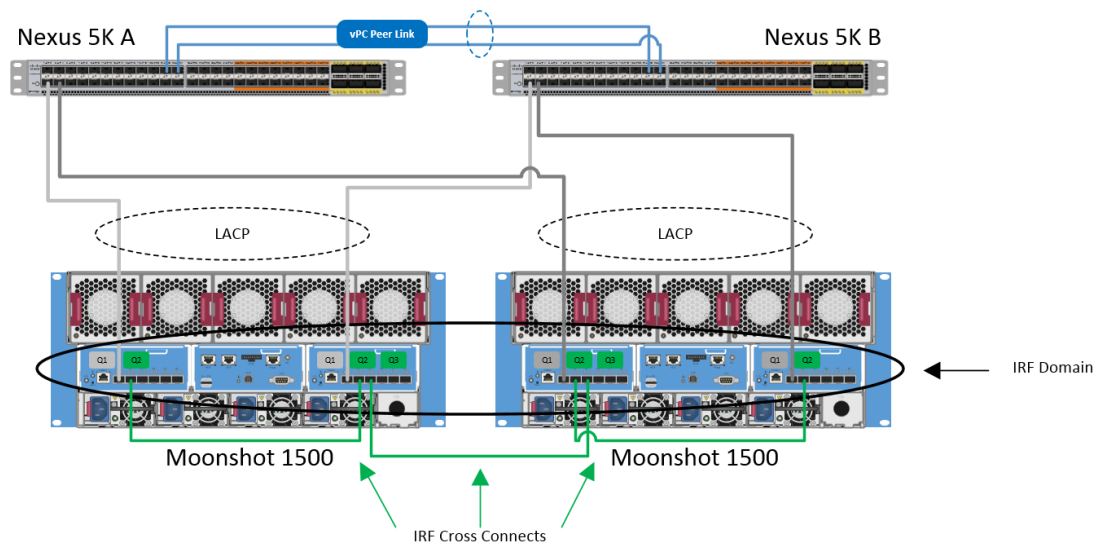 vPC Peer Link
Nexus 5K A
Nexus 5K B
LACP
LACP
Q1
Q2
Q1
Q2
Q3
Q1
Q2
Q3
Q1
Q2
IRF Domain
Moonshot 1500
Moonshot 1500
IRF Cross Connects